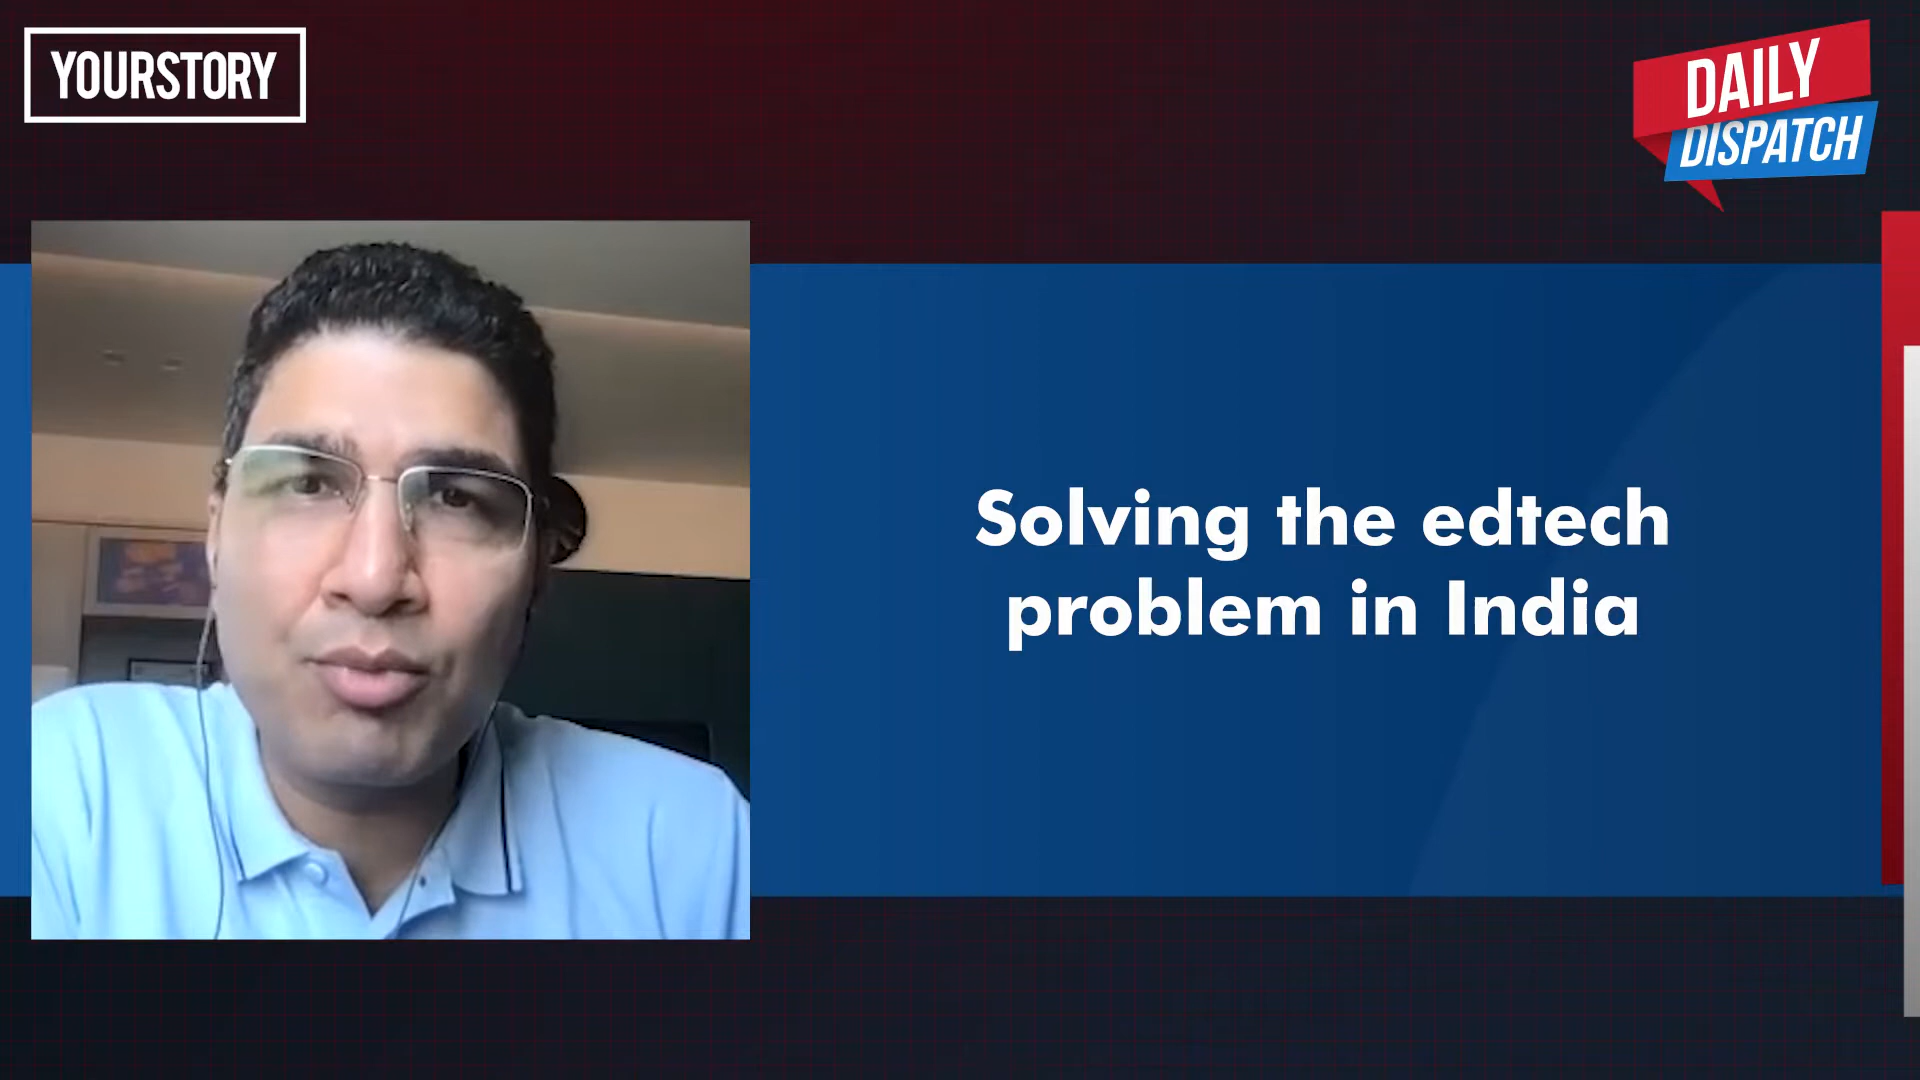 YOURSTORY
DAILY
DISPATCH
Solving the edtech
problem in India